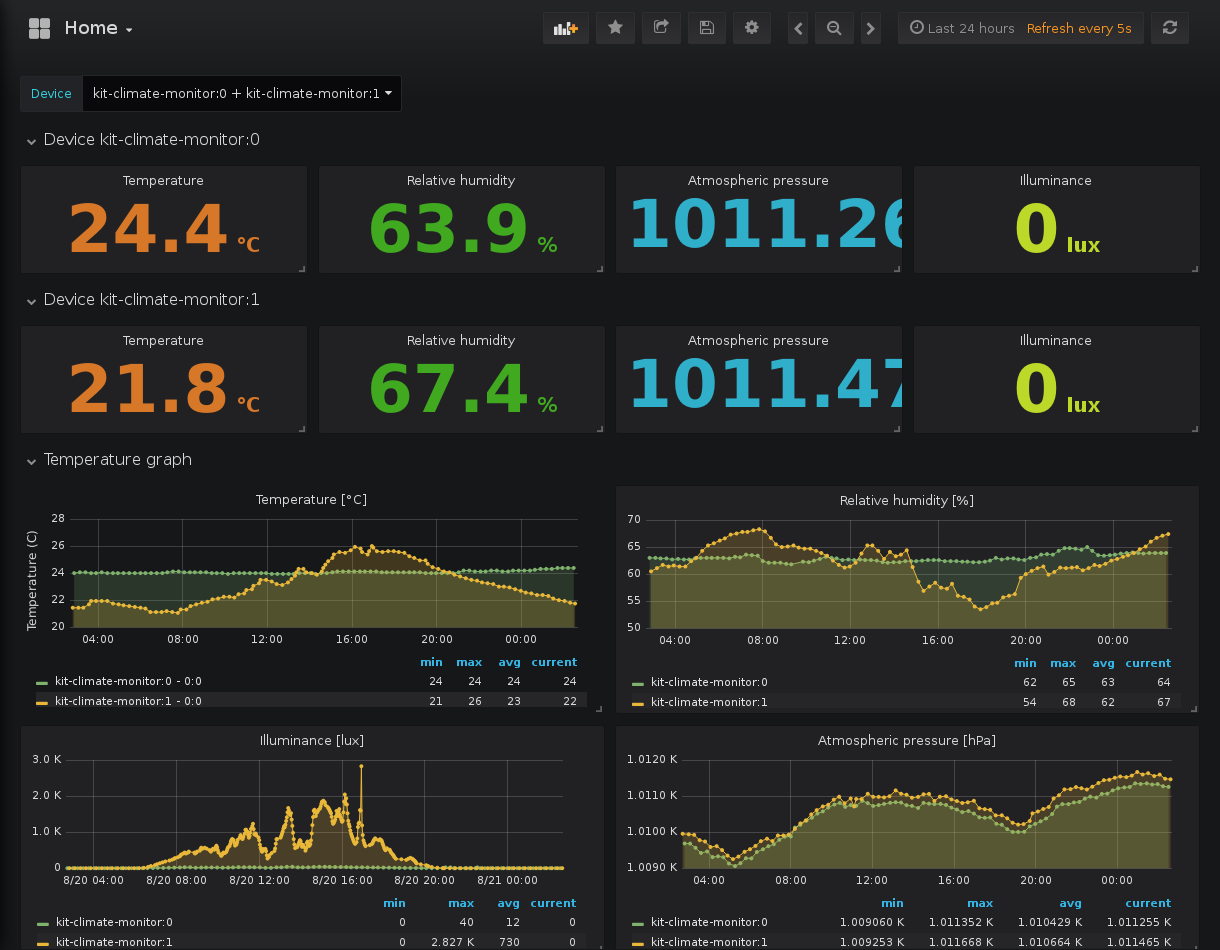 Home
Last 24 hours Refresh every 5s
Device kit-climate-monitor:0 + kit-climate-monitor:1
Device kit-climate-monitor:0
Temperature Relative humidity Atmospheric pressure Illuminance
24.4 °C 63.9 % 1011.26 0 lux
Device kit-climate-monitor:1
Temperature Relative humidity Atmospheric pressure Illuminance
21.8 °C 67.4 % 1011.47 0 lux
Temperature graph
Temperature [°C]
Temperature (C)
28
26
24
22
20
04:00 08:00 12:00 16:00 20:00 00:00
min max avg current
kit-climate-monitor:0 - 0:0 24 24 24 24
kit-climate-monitor:1 - 0:0 21 26 23 22
Relative humidity [%]
70
65
60
55
50
04:00 08:00 12:00 16:00 20:00 00:00
min max avg current
kit-climate-monitor:0 62 65 63 64
kit-climate-monitor:1 54 68 62 67
Illuminance [lux]
3.0 K
2.0 K
1.0 K
0
8/20 04:00 8/20 08:00 8/20 12:00 8/20 16:00 8/20 20:00 8/21 00:00
min max avg current
kit-climate-monitor:0 0 40 12 0
kit-climate-monitor:1 0 2.827 K 730 0
Atmospheric pressure [hPa]
1.0120 K
1.0110 K
1.0100 K
1.0090 K
04:00 08:00 12:00 16:00 20:00 00:00
min max avg current
kit-climate-monitor:0 1.009060 K 1.011352 K 1.010429 K 1.011255 K
kit-climate-monitor:1 1.009253 K 1.011668 K 1.010664 K 1.011465 K